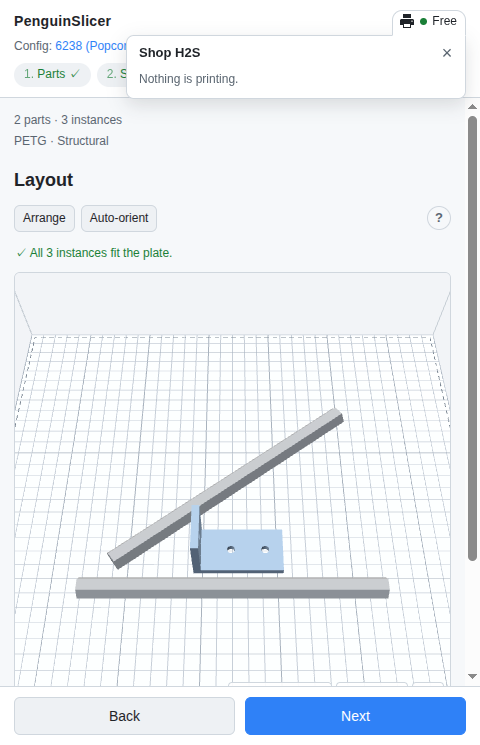 PenguinSlicer
Free
Config: 6238 (Popcor
Shop H2S
×
Nothing is printing.
1. Parts ✓
2. S
2 parts · 3 instances
PETG · Structural
Layout
Arrange
Auto-orient
?
✓ All 3 instances fit the plate.
Back
Next